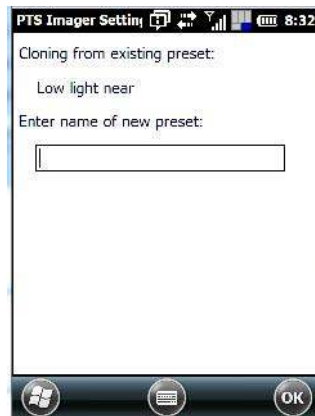 PTS Imager Settin 8:32
Cloning from existing preset:
Low light near
Enter name of new preset:
OK